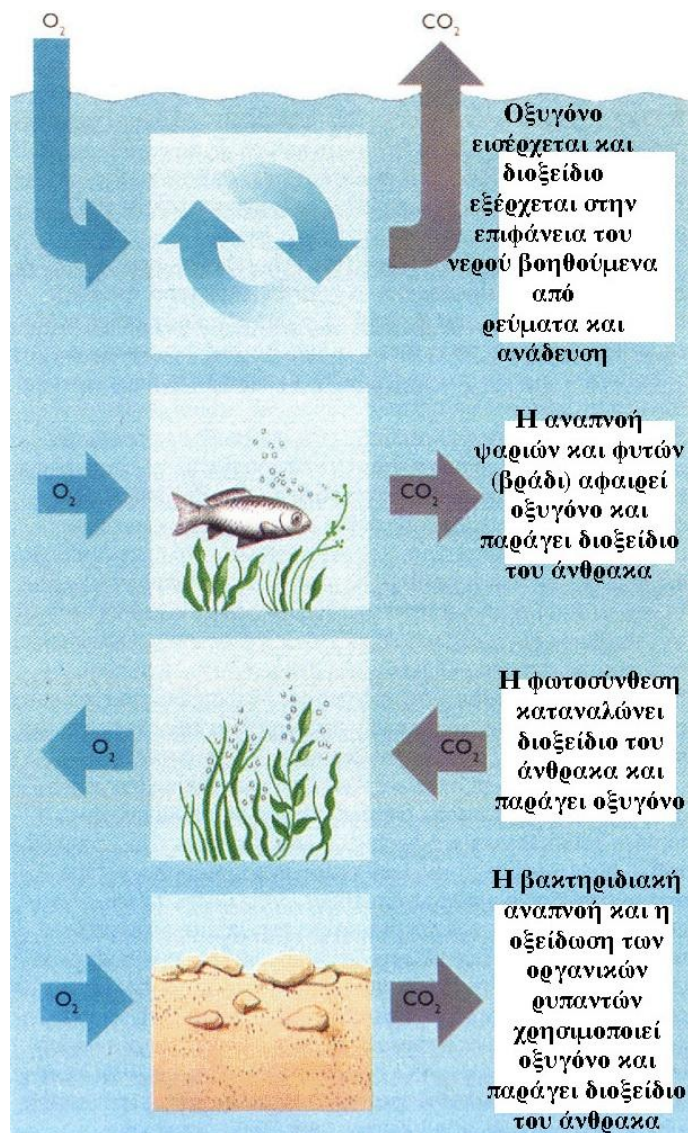 O2
CO2
Οξυγόνο
εισέρχεται και
διοξείδιο
εξέρχεται στην
επιφάνεια του
νερού βοηθούμενα
από
ρεύματα και
ανάδευση
O2
CO2
Η αναπνοή
ψαριών και φυτών
(βράδι) αφαιρεί
οξυγόνο και
παράγει διοξείδιο
του άνθρακα
O2
CO2
Η φωτοσύνθεση
καταναλώνει
διοξείδιο του
άνθρακα και
παράγει οξυγόνο
O2
CO2
Η βακτηριδιακή
αναπνοή και η
οξείδωση των
οργανικών
ρυπαντών
χρησιμοποιεί
οξυγόνο και
παράγει διοξείδιο
του άνθρακα